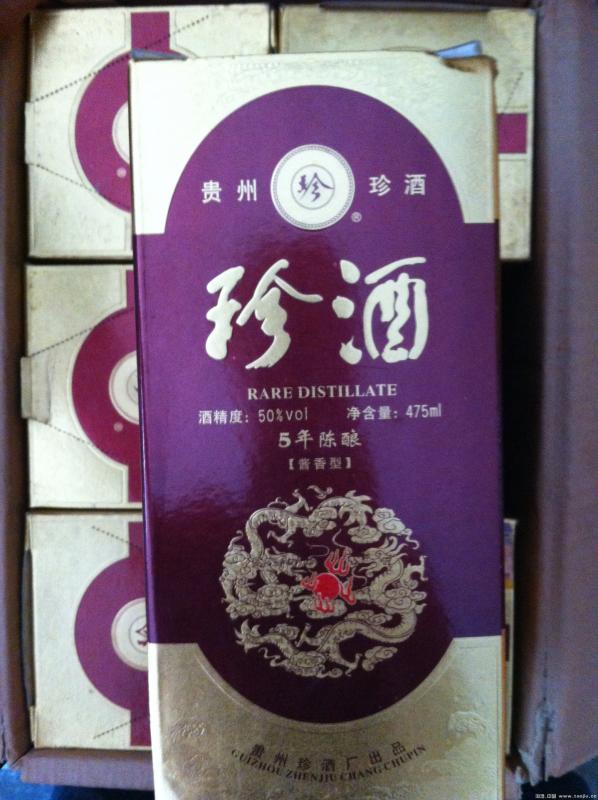 贵州 珍 珍酒
®
珍酒
RARE DISTILLATE
酒精度：50%vol 净含量：475ml
5年陈酿
【酱香型】
贵州珍酒厂出品
GUIZHOU ZHENJIU CHANG CHUPIN